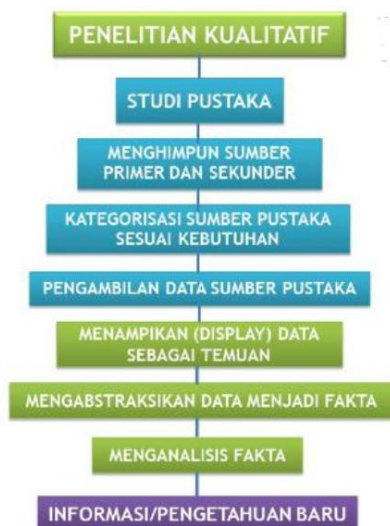 PENELITIAN KUALITATIF
STUDI PUSTAKA
MENGHIMPUN SUMBER
PRIMER DAN SEKUNDER
KATEGORISASI SUMBER PUSTAKA
SESUAI KEBUTUHAN
PENGAMBILAN DATA SUMBER PUSTAKA
MENAMPIKAN (DISPLAY) DATA
SEBAGAI TEMUAN
MENGABSTRAKSIKAN DATA MENJADI FAKTA
MENGANALISIS FAKTA
INFORMASI/PENGETAHUAN BARU